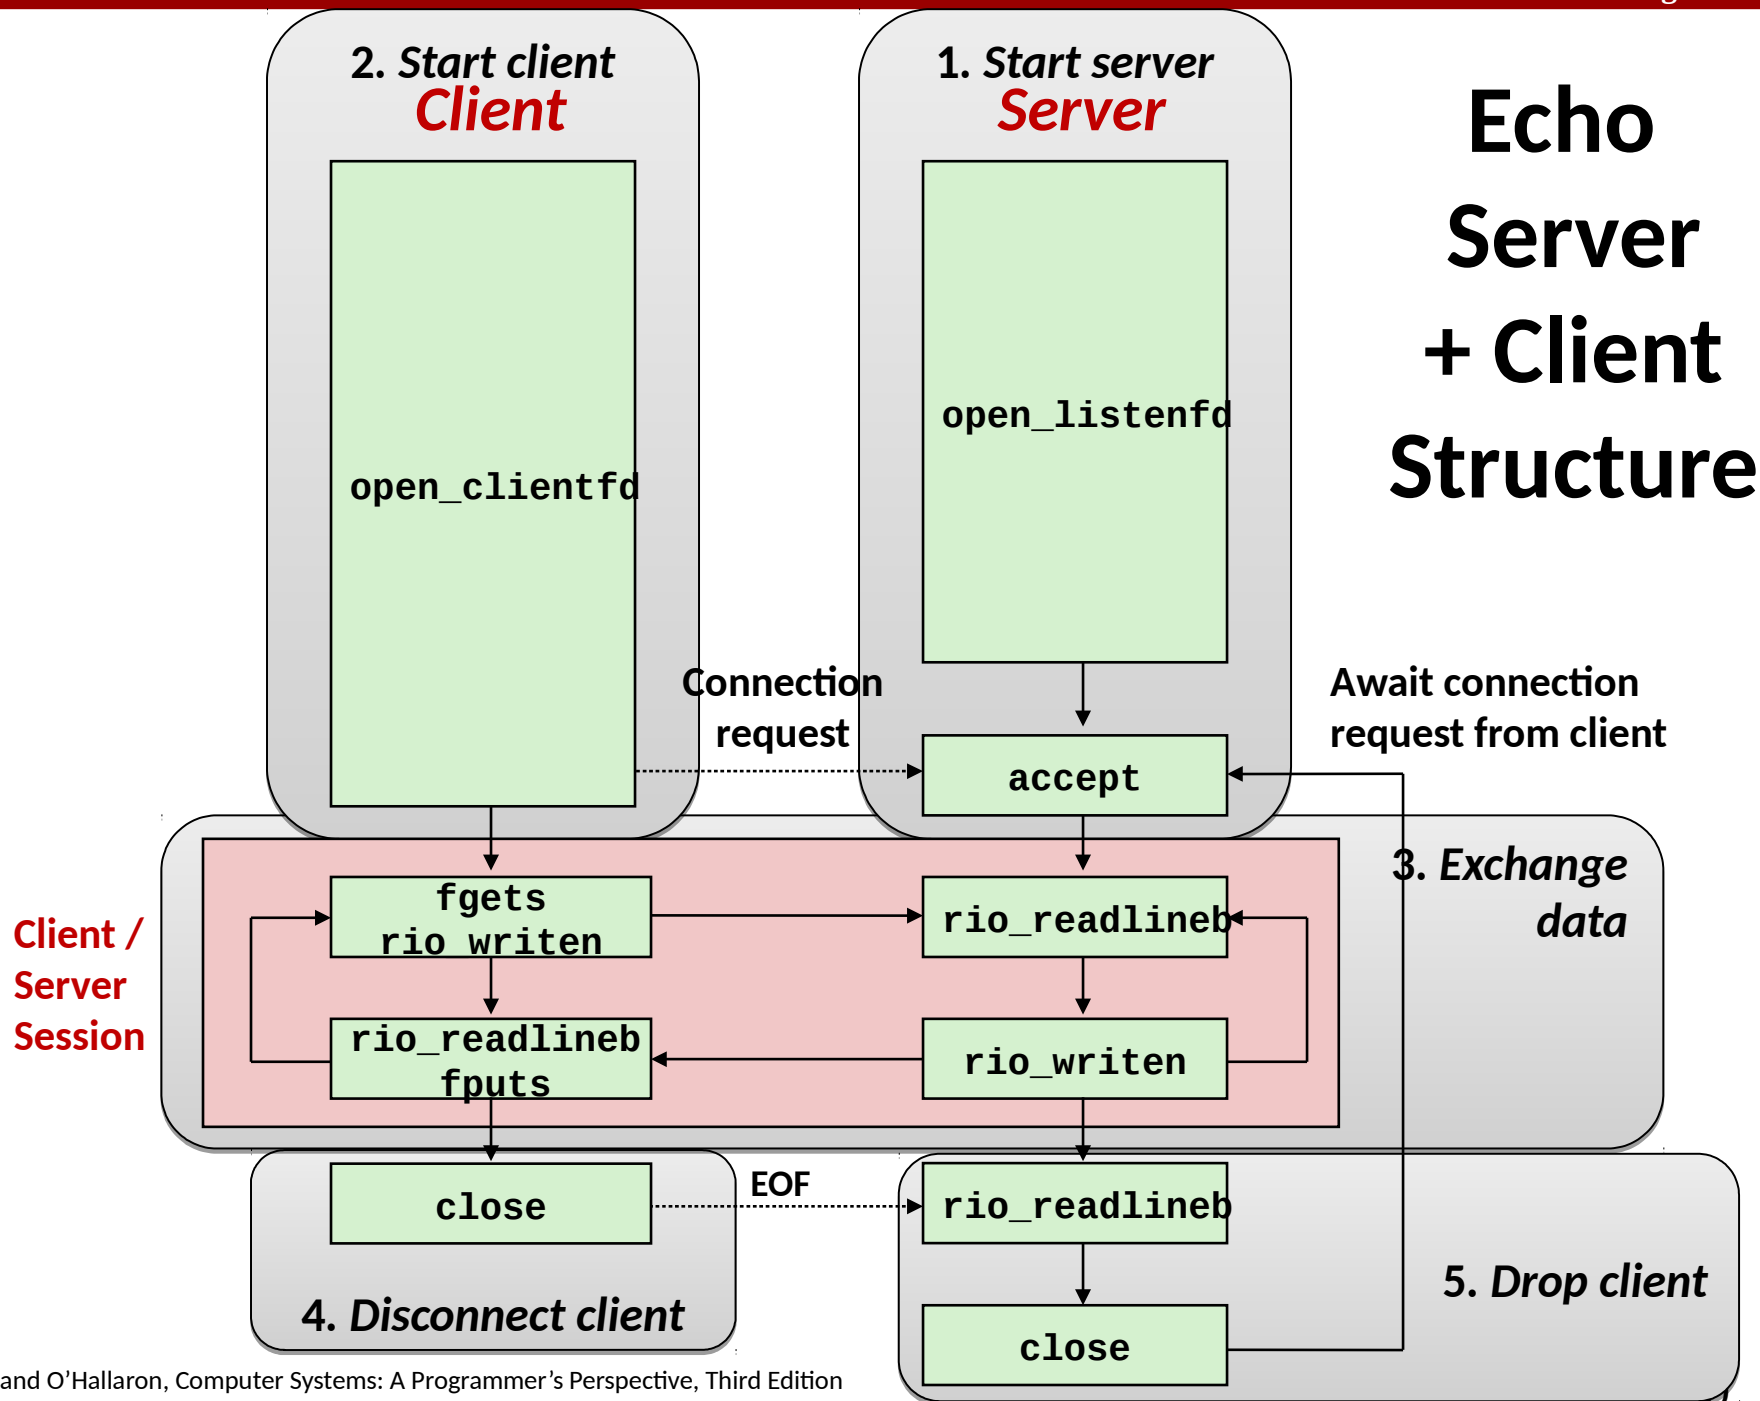 2. Start client
Client
1. Start server
Server
Echo
Server
+ Client
Structure
open_listenfd
open_clientfd
Connection
request
Await connection
request from client
accept
3. Exchange
data
fgets
rio_writen
rio_readlineb
Client /
Server
Session
rio_readlineb
fputs
rio_writen
close
EOF
rio_readlineb
4. Disconnect client
5. Drop client
close
and O’Hallaron, Computer Systems: A Programmer’s Perspective, Third Edition